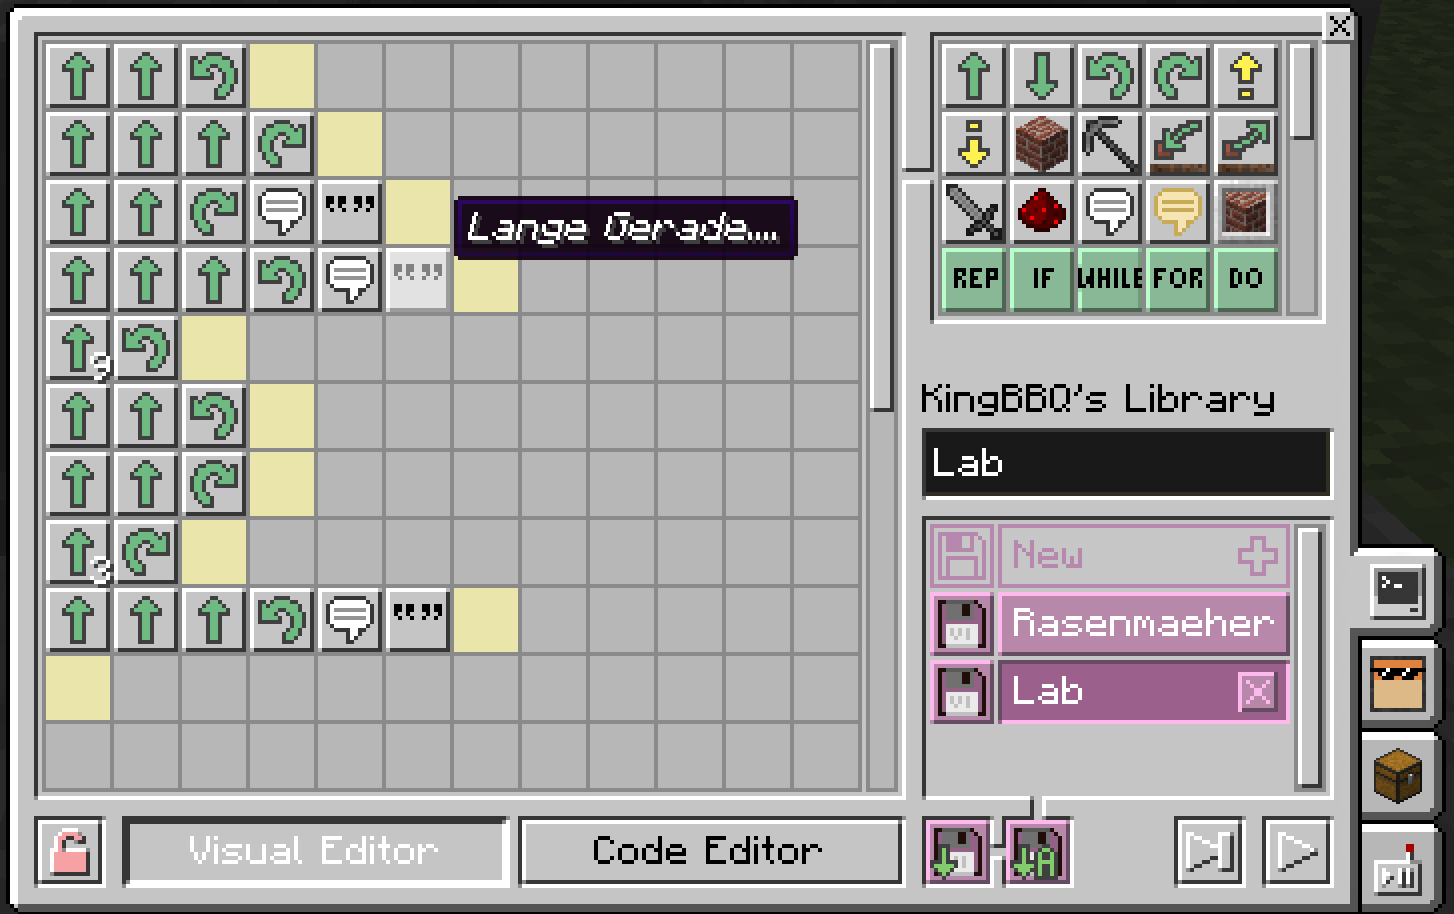 "" ""
Lange Gerade....
"" ""
REP IF WHILE FOR DO
9
KingBBQ's Library
Lab
New
3
"" ""
Rasenmaeher
Lab
Visual Editor
Code Editor
A